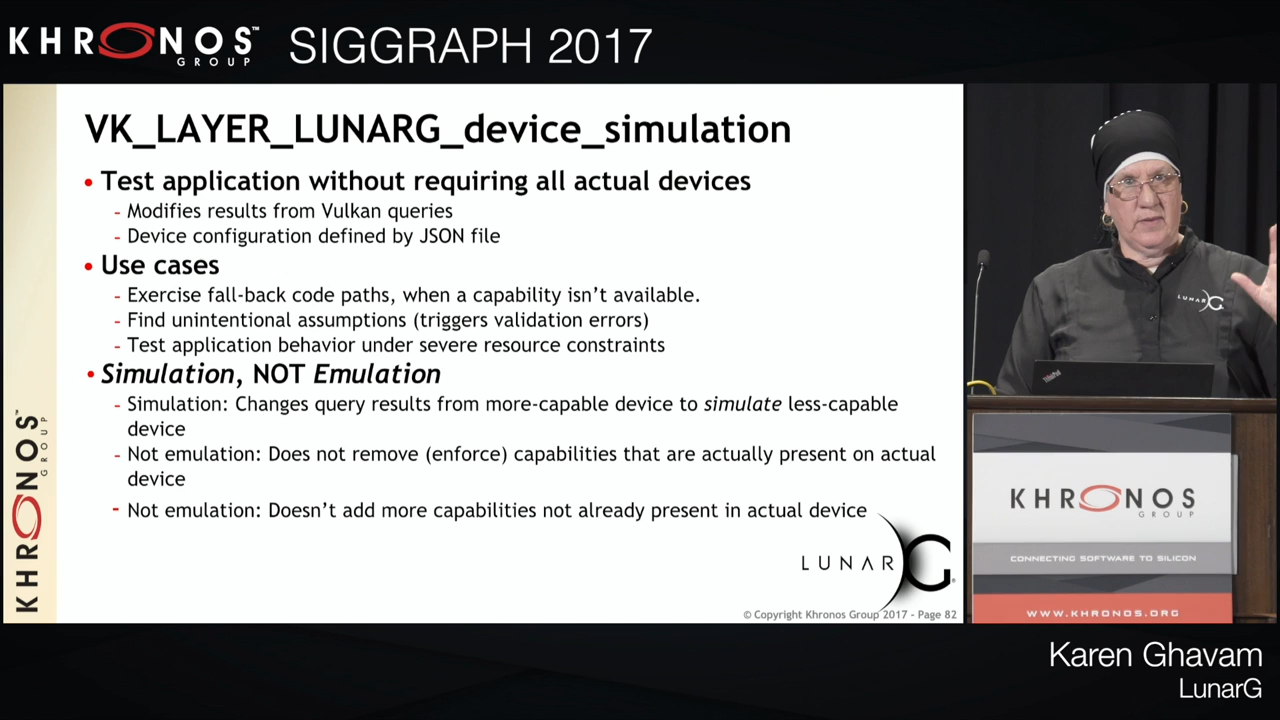 KHRONOS™ GROUP SIGGRAPH 2017
VK_LAYER_LUNARG_device_simulation
• Test application without requiring all actual devices
- Modifies results from Vulkan queries
- Device configuration defined by JSON file
• Use cases
- Exercise fall-back code paths, when a capability isn't available.
- Find unintentional assumptions (triggers validation errors)
- Test application behavior under severe resource constraints
• Simulation, NOT Emulation
- Simulation: Changes query results from more-capable device to simulate less-capable
device
- Not emulation: Does not remove (enforce) capabilities that are actually present on actual
device
- Not emulation: Doesn't add more capabilities not already present in actual device
LUNARG®
© Copyright Khronos Group 2017 - Page 82
KHRONOS™ GROUP
LUNARG
ThinkPad
KHRONOS
GROUP
CONNECTING SOFTWARE TO SILICON
WWW.KHRONOS.ORG
Karen Ghavam
LunarG